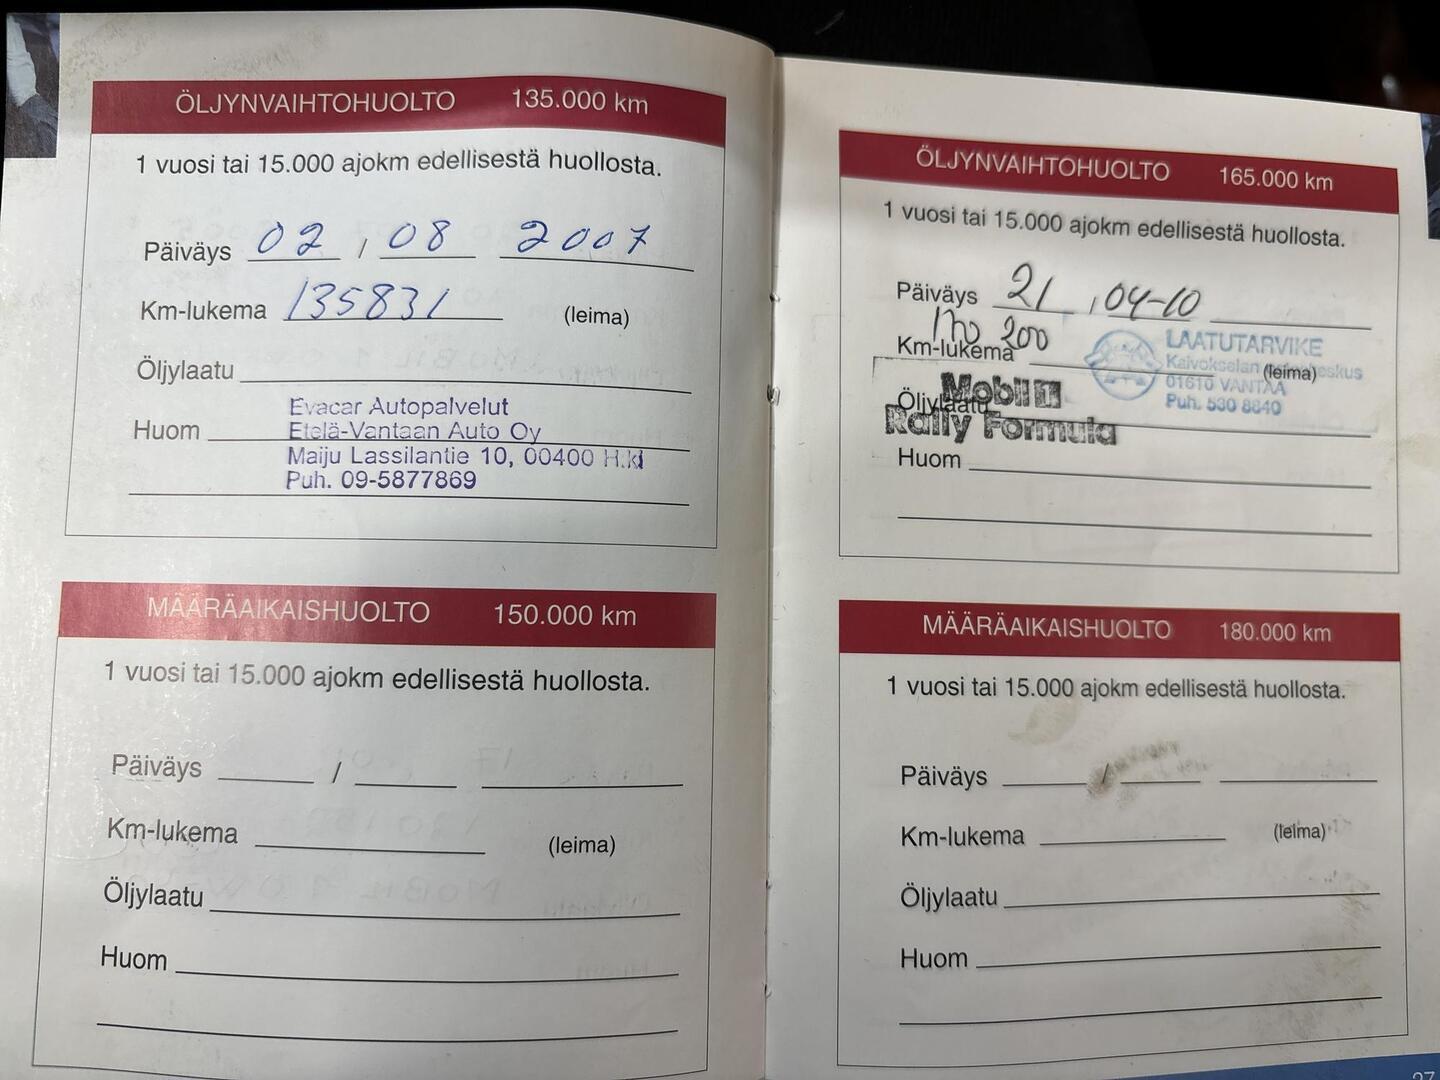 ÖLJYNVAIHTOHUOLTO 135.000 km
1 vuosi tai 15.000 ajokm edellisestä huollosta.
Päiväys 02 / 08 2007
Km-lukema 135831 (leima)
Öljylaatu
Evacar Autopalvelut
Huom Etelä-Vantaan Auto Oy
Maiju Lassilantie 10, 00400 H:ki
Puh. 09-5877869
MÄÄRÄAIKAISHUOLTO 150.000 km
1 vuosi tai 15.000 ajokm edellisestä huollosta.
Päiväys /
Km-lukema (leima)
Öljylaatu
Huom
ÖLJYNVAIHTOHUOLTO 165.000 km
1 vuosi tai 15.000 ajokm edellisestä huollosta.
Päiväys 21 , 04-10
170 200
LAATUTARVIKE
Km-lukema (leima)
Kaivokselan
01610 VANTAA
Puh. 530 8840
Mobil 1
Öljylaatu
Rally Formula
Huom
MÄÄRÄAIKAISHUOLTO 180.000 km
1 vuosi tai 15.000 ajokm edellisestä huollosta.
Päiväys /
Km-lukema (leima)
Öljylaatu
Huom
27